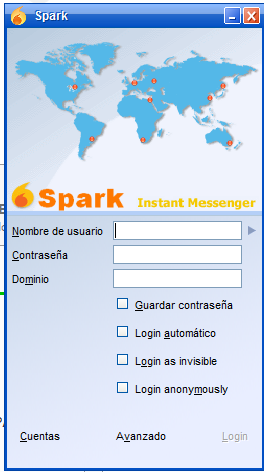 Spark
Spark Instant Messenger
Nombre de usuario
Contraseña
Dominio
Guardar contraseña
Login automático
Login as invisible
Login anonymously
Cuentas Avanzado Login